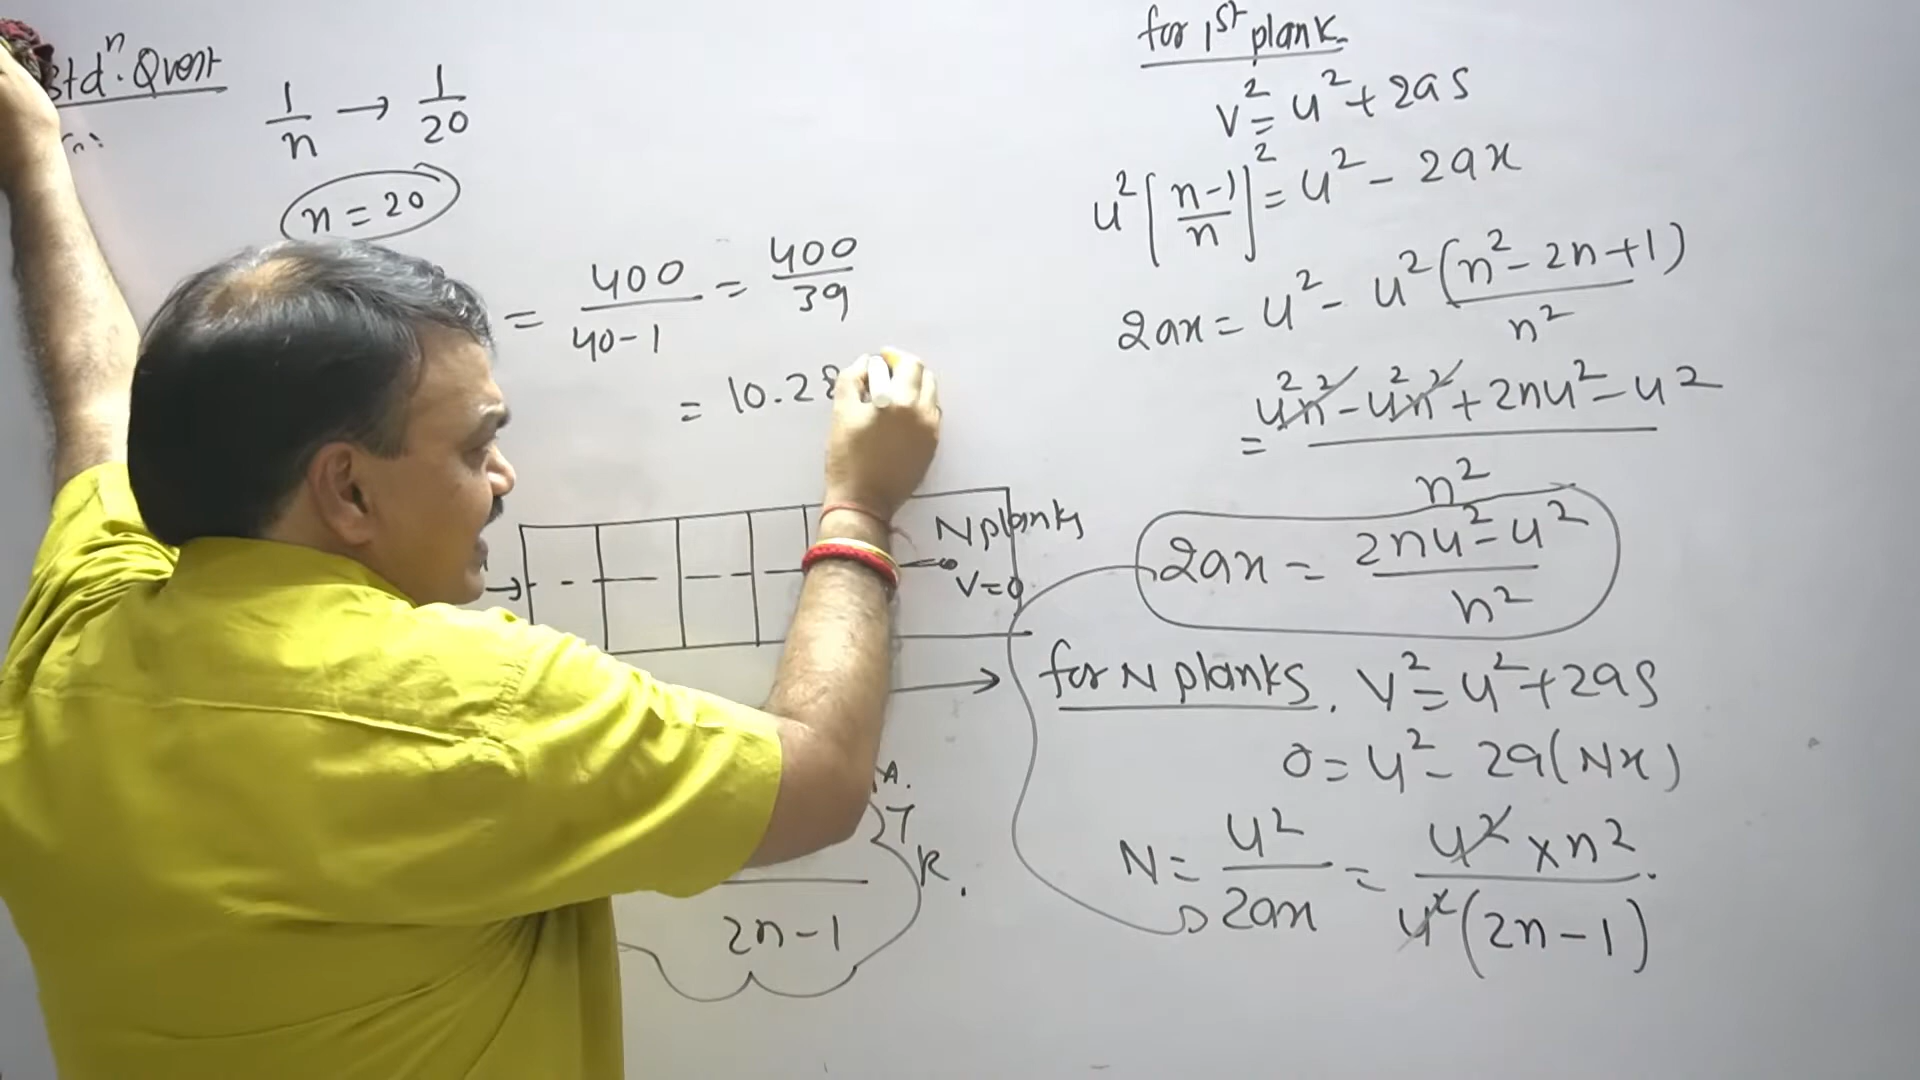 Stdⁿ. Quest
1/n → 1/20
n = 20
= 400/(40-1) = 400/39
= 10.28
N planks
V=0
R.
2n-1
for 1st plank
V² = u² + 2as
u² [(n-1)/n]² = u² - 2ax
2ax = u² - u² (n² - 2n + 1)/n²
= (u²n² - u²n² + 2nu² - u²)/n²
2ax = (2nu² - u²)/n²
for N planks. V² = u² + 2as
0 = u² - 2a(Nx)
N = u²/2ax = (u² × n²)/(u²(2n-1))